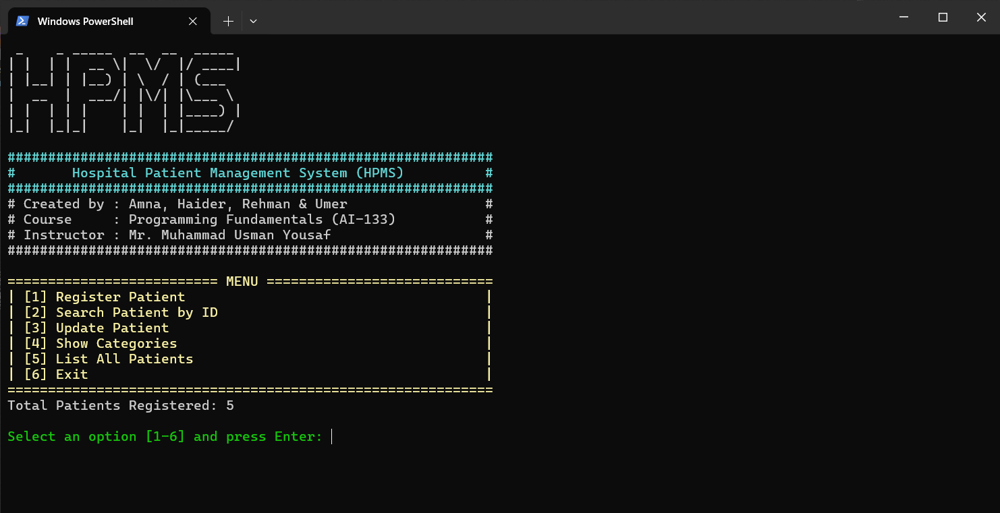 Windows PowerShell
 _    _ _____  __  __  _____
| |  | |  __ \|  \/  |/ ____|
| |__| | |__) | \  / | (___
|  __  |  ___/| |\/| |\___ \
| |  | | |    | |  | |____) |
|_|  |_|_|    |_|  |_|_____/
############################################################
#       Hospital Patient Management System (HPMS)          #
############################################################
# Created by : Amna, Haider, Rehman & Umer                 #
# Course     : Programming Fundamentals (AI-133)           #
# Instructor : Mr. Muhammad Usman Yousaf                   #
############################################################
========================== MENU ============================
| [1] Register Patient                                     |
| [2] Search Patient by ID                                 |
| [3] Update Patient                                       |
| [4] Show Categories                                      |
| [5] List All Patients                                    |
| [6] Exit                                                 |
============================================================
Total Patients Registered: 5
Select an option [1-6] and press Enter: